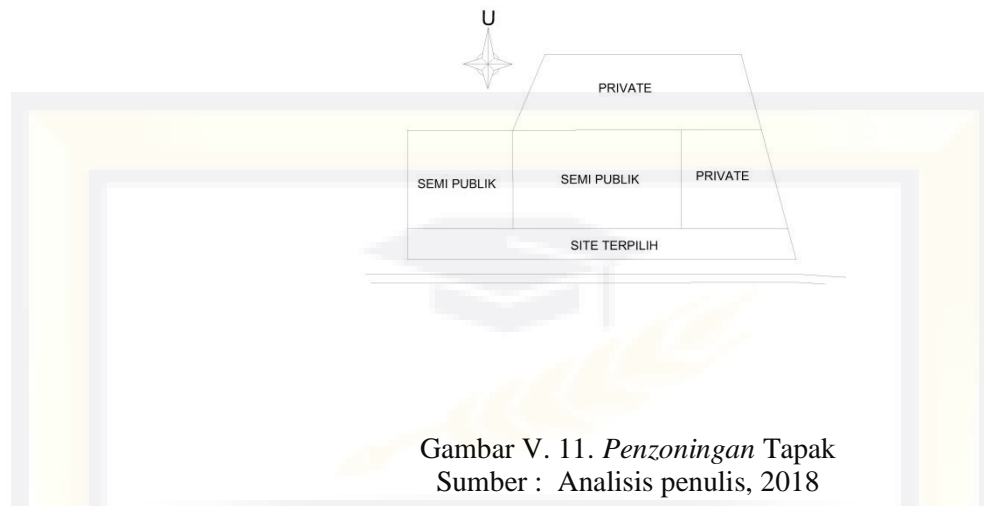 U
PRIVATE
SEMI PUBLIK SEMI PUBLIK PRIVATE
SITE TERPILIH
Gambar V. 11. Penzoningan Tapak
Sumber : Analisis penulis, 2018